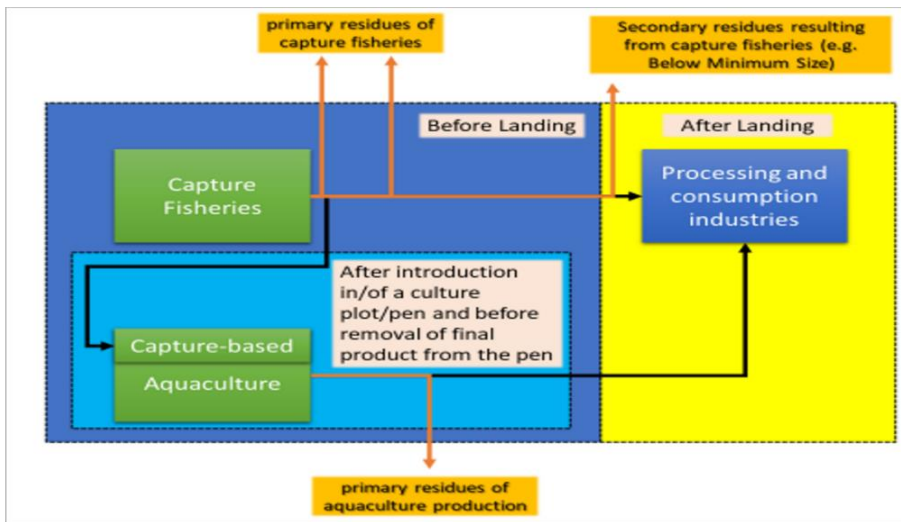 primary residues of
capture fisheries
Secondary residues resulting
from capture fisheries (e.g.
Below Minimum Size)
Before Landing
After Landing
Capture
Fisheries
Processing and
consumption
industries
After introduction
in/of a culture
plot/pen and before
removal of final
product from the pen
Capture-based
Aquaculture
primary residues of
aquaculture production